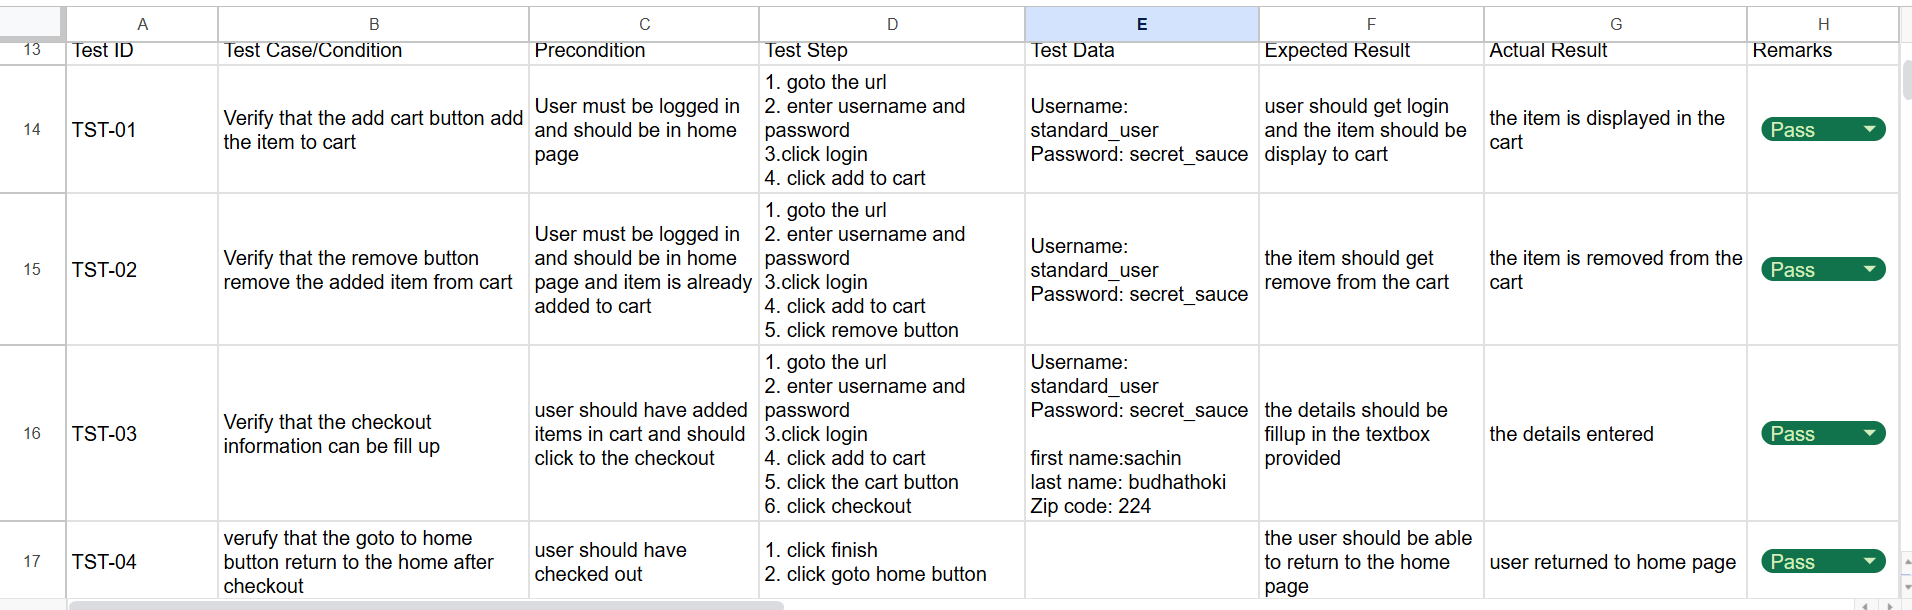 A B C D E F G H
13 Test ID Test Case/Condition Precondition Test Step Test Data Expected Result Actual Result Remarks
14
TST-01
Verify that the add cart button add
the item to cart
User must be logged in
and should be in home
page
1. goto the url
2. enter username and
password
3.click login
4. click add to cart
Username:
standard_user
Password: secret_sauce
user should get login
and the item should be
display to cart
the item is displayed in the
cart
Pass
15
TST-02
Verify that the remove button
remove the added item from cart
User must be logged in
and should be in home
page and item is already
added to cart
1. goto the url
2. enter username and
password
3.click login
4. click add to cart
5. click remove button
Username:
standard_user
Password: secret_sauce
the item should get
remove from the cart
the item is removed from the
cart
Pass
16
TST-03
Verify that the checkout
information can be fill up
user should have added
items in cart and should
click to the checkout
1. goto the url
2. enter username and
password
3.click login
4. click add to cart
5. click the cart button
6. click checkout
Username:
standard_user
Password: secret_sauce
first name:sachin
last name: budhathoki
Zip code: 224
the details should be
fillup in the textbox
provided
the details entered
Pass
17
TST-04
verufy that the goto to home
button return to the home after
checkout
user should have
checked out
1. click finish
2. click goto home button
the user should be able
to return to the home
page
user returned to home page
Pass